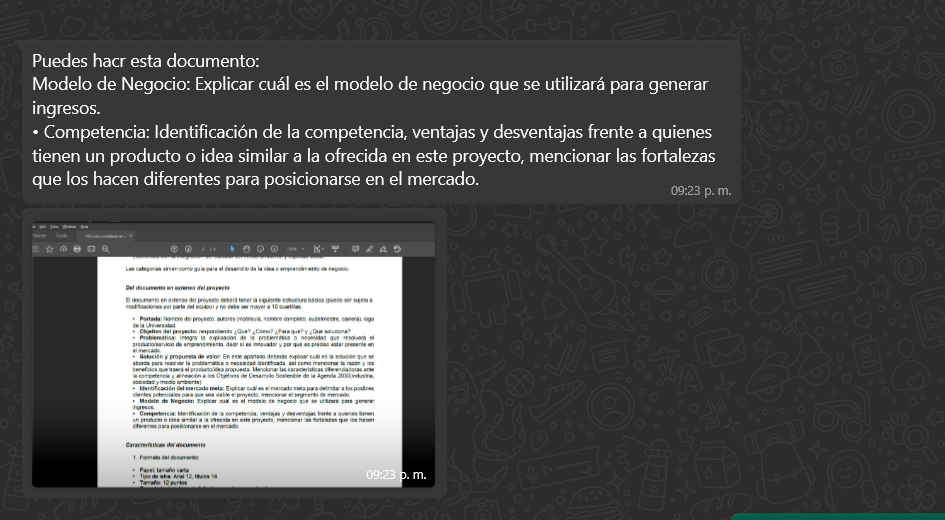 Puedes hacr esta documento:
Modelo de Negocio: Explicar cuál es el modelo de negocio que se utilizará para generar
ingresos.
• Competencia: Identificación de la competencia, ventajas y desventajas frente a quienes
tienen un producto o idea similar a la ofrecida en este proyecto, mencionar las fortalezas
que los hacen diferentes para posicionarse en el mercado.
09:23 p. m.
Las categorías sirven como guía para el desarrollo de la idea o emprendimiento de negocio.
Del documento en extenso del proyecto
El documento en extenso del proyecto deberá tener la siguiente estructura básica (puede ser sujeta a
modificaciones por parte del equipo) y no debe ser mayor a 10 cuartillas.
• Portada: Nombre del proyecto, autores (matrícula, nombre completo, cuatrimestre, carrera), logo
de la Universidad.
• Objetivo del proyecto: respondiendo ¿Qué? ¿Cómo? ¿Para qué? y ¿Qué soluciona?
• Problemática: Integra la explicación de la problemática o necesidad que resolverá el
producto/servicio de emprendimiento, decir si es innovador y por qué es preciso estar presente en
el mercado.
• Solución y propuesta de valor: En este apartado deberás explicar cuál es la solución que se
aborda para resolver la problemática o necesidad identificada, así como mencionar la razón y los
beneficios que traerá el producto/idea propuesta. Mencionar las características diferenciadoras ante
la competencia y alineación a los Objetivos de Desarrollo Sostenible de la Agenda 2030(industria,
sociedad y medio ambiente)
• Identificación del mercado meta: Explicar cuál es el mercado meta para delimitar a los posibles
clientes potenciales para que sea viable el proyecto, mencionar el segmento de mercado.
• Modelo de Negocio: Explicar cuál es el modelo de negocio que se utilizará para generar
ingresos.
• Competencia: Identificación de la competencia, ventajas y desventajas frente a quienes tienen
un producto o idea similar a la ofrecida en este proyecto, mencionar las fortalezas que los hacen
diferentes para posicionarse en el mercado.
Características del documento
1. Formato del documento:
• Papel: tamaño carta
• Tipo de letra: Arial 12, títulos 14
• Tamaño: 12 puntos
09:23 p. m.